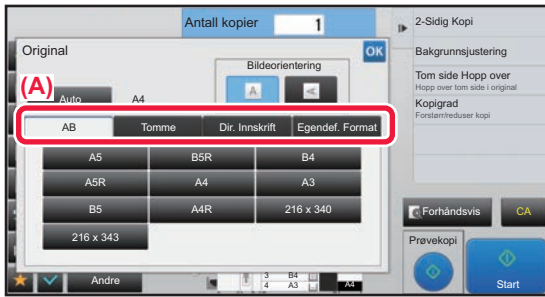 Antall kopier 1
Original
OK
Bildeorientering
A A
(A)
Auto A4
AB Tomme Dir. Innskrift Egendef. Format
A5 B5R B4
A5R A4 A3
B5 A4R 216 x 340
216 x 343
Andre
3 B4
4 A3
A4
2-Sidig Kopi
Bakgrunnsjustering
Tom side Hopp over
Hopp over tom side i original
Kopigrad
Forstørr/reduser kopi
Forhåndsvis CA
Prøvekopi
Start